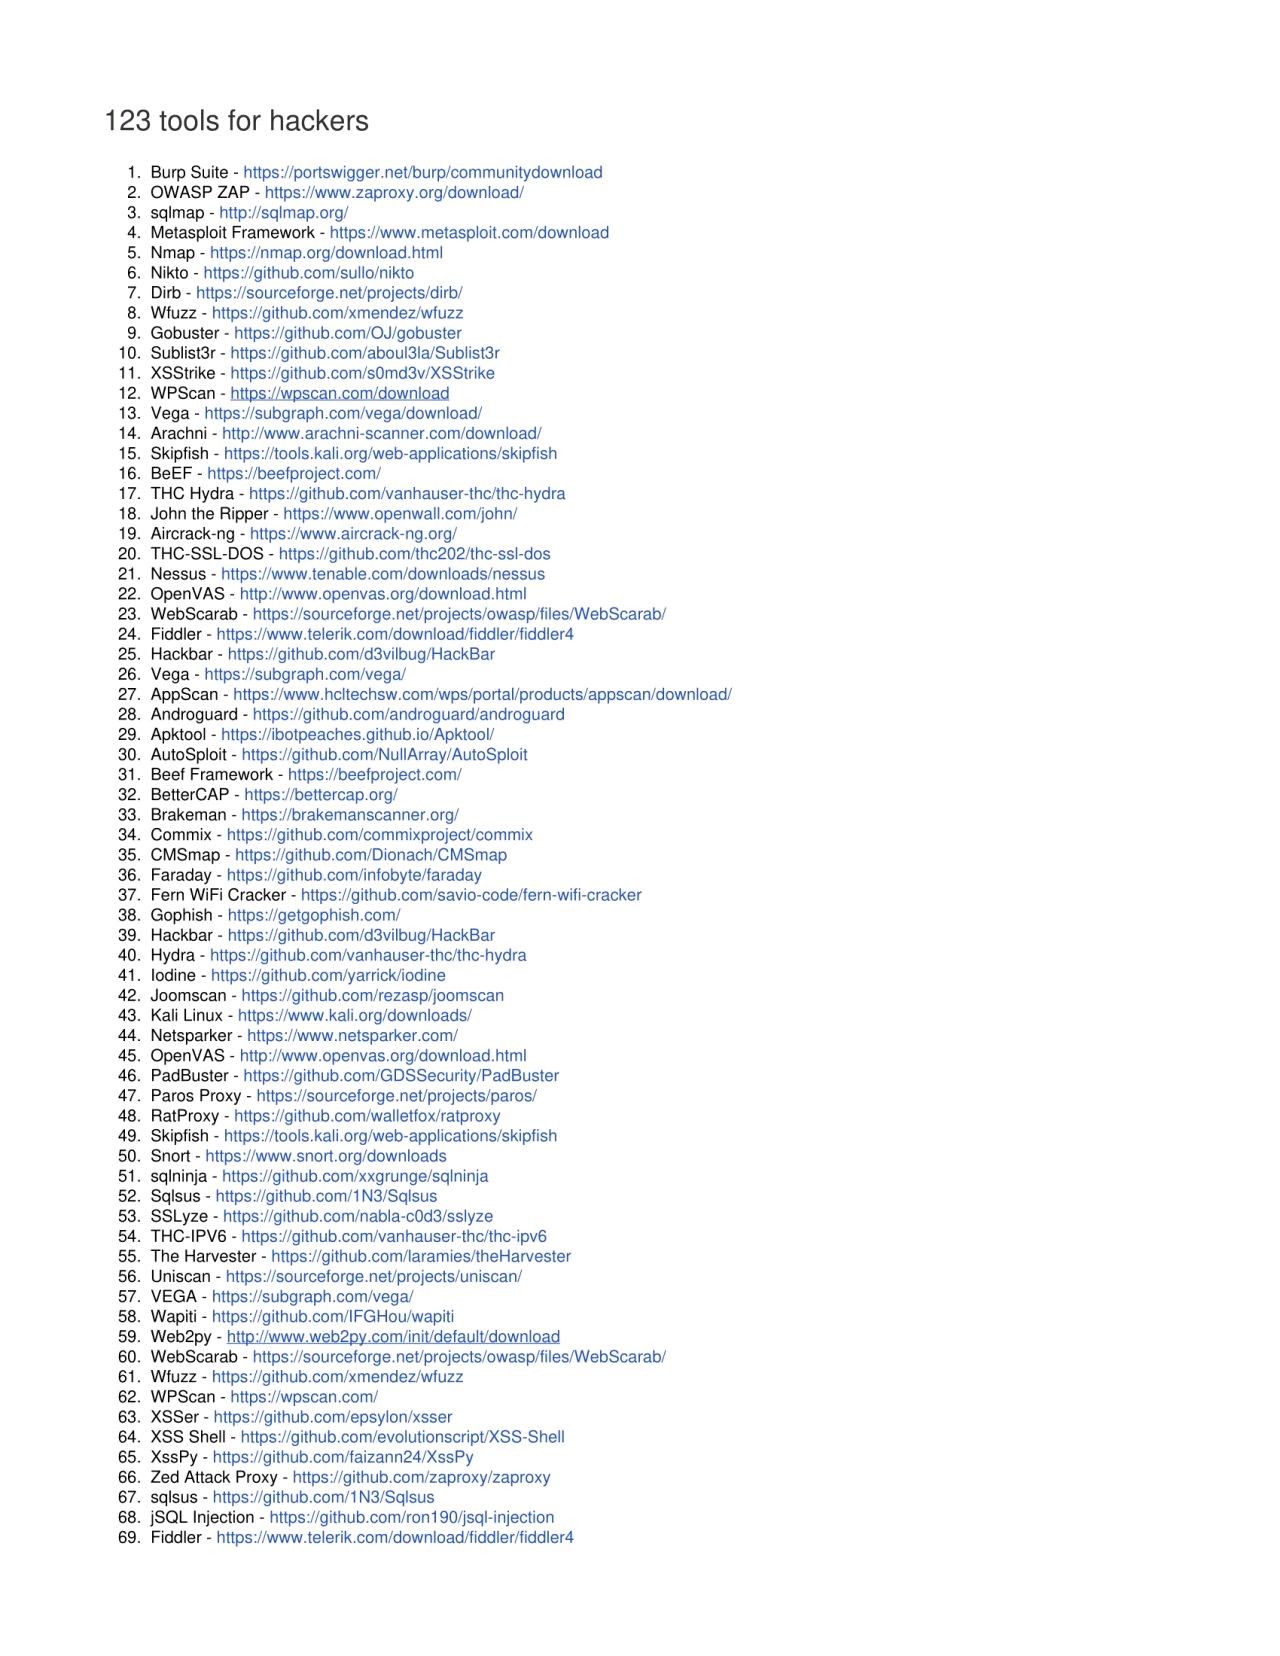 123 tools for hackers
1. Burp Suite - https://portswigger.net/burp/communitydownload
2. OWASP ZAP - https://www.zaproxy.org/download/
3. sqlmap - http://sqlmap.org/
4. Metasploit Framework - https://www.metasploit.com/download
5. Nmap - https://nmap.org/download.html
6. Nikto - https://github.com/sullo/nikto
7. Dirb - https://sourceforge.net/projects/dirb/
8. Wfuzz - https://github.com/xmendez/wfuzz
9. Gobuster - https://github.com/OJ/gobuster
10. Sublist3r - https://github.com/aboul3la/Sublist3r
11. XSStrike - https://github.com/s0md3v/XSStrike
12. WPScan - https://wpscan.com/download
13. Vega - https://subgraph.com/vega/download/
14. Arachni - http://www.arachni-scanner.com/download/
15. Skipfish - https://tools.kali.org/web-applications/skipfish
16. BeEF - https://beefproject.com/
17. THC Hydra - https://github.com/vanhauser-thc/thc-hydra
18. John the Ripper - https://www.openwall.com/john/
19. Aircrack-ng - https://www.aircrack-ng.org/
20. THC-SSL-DOS - https://github.com/thc202/thc-ssl-dos
21. Nessus - https://www.tenable.com/downloads/nessus
22. OpenVAS - http://www.openvas.org/download.html
23. WebScarab - https://sourceforge.net/projects/owasp/files/WebScarab/
24. Fiddler - https://www.telerik.com/download/fiddler/fiddler4
25. Hackbar - https://github.com/d3vilbug/HackBar
26. Vega - https://subgraph.com/vega/
27. AppScan - https://www.hcltechsw.com/wps/portal/products/appscan/download/
28. Androguard - https://github.com/androguard/androguard
29. Apktool - https://ibotpeaches.github.io/Apktool/
30. AutoSploit - https://github.com/NullArray/AutoSploit
31. Beef Framework - https://beefproject.com/
32. BetterCAP - https://bettercap.org/
33. Brakeman - https://brakemanscanner.org/
34. Commix - https://github.com/commixproject/commix
35. CMSmap - https://github.com/Dionach/CMSmap
36. Faraday - https://github.com/infobyte/faraday
37. Fern WiFi Cracker - https://github.com/savio-code/fern-wifi-cracker
38. Gophish - https://getgophish.com/
39. Hackbar - https://github.com/d3vilbug/HackBar
40. Hydra - https://github.com/vanhauser-thc/thc-hydra
41. Iodine - https://github.com/yarrick/iodine
42. Joomscan - https://github.com/rezasp/joomscan
43. Kali Linux - https://www.kali.org/downloads/
44. Netsparker - https://www.netsparker.com/
45. OpenVAS - http://www.openvas.org/download.html
46. PadBuster - https://github.com/GDSSecurity/PadBuster
47. Paros Proxy - https://sourceforge.net/projects/paros/
48. RatProxy - https://github.com/walletfox/ratproxy
49. Skipfish - https://tools.kali.org/web-applications/skipfish
50. Snort - https://www.snort.org/downloads
51. sqlninja - https://github.com/xxgrunge/sqlninja
52. Sqlsus - https://github.com/1N3/Sqlsus
53. SSLyze - https://github.com/nabla-c0d3/sslyze
54. THC-IPV6 - https://github.com/vanhauser-thc/thc-ipv6
55. The Harvester - https://github.com/laramies/theHarvester
56. Uniscan - https://sourceforge.net/projects/uniscan/
57. VEGA - https://subgraph.com/vega/
58. Wapiti - https://github.com/IFGHou/wapiti
59. Web2py - http://www.web2py.com/init/default/download
60. WebScarab - https://sourceforge.net/projects/owasp/files/WebScarab/
61. Wfuzz - https://github.com/xmendez/wfuzz
62. WPScan - https://wpscan.com/
63. XSSer - https://github.com/epsylon/xsser
64. XSS Shell - https://github.com/evolutionscript/XSS-Shell
65. XssPy - https://github.com/faizann24/XssPy
66. Zed Attack Proxy - https://github.com/zaproxy/zaproxy
67. sqlsus - https://github.com/1N3/Sqlsus
68. jSQL Injection - https://github.com/ron190/jsql-injection
69. Fiddler - https://www.telerik.com/download/fiddler/fiddler4